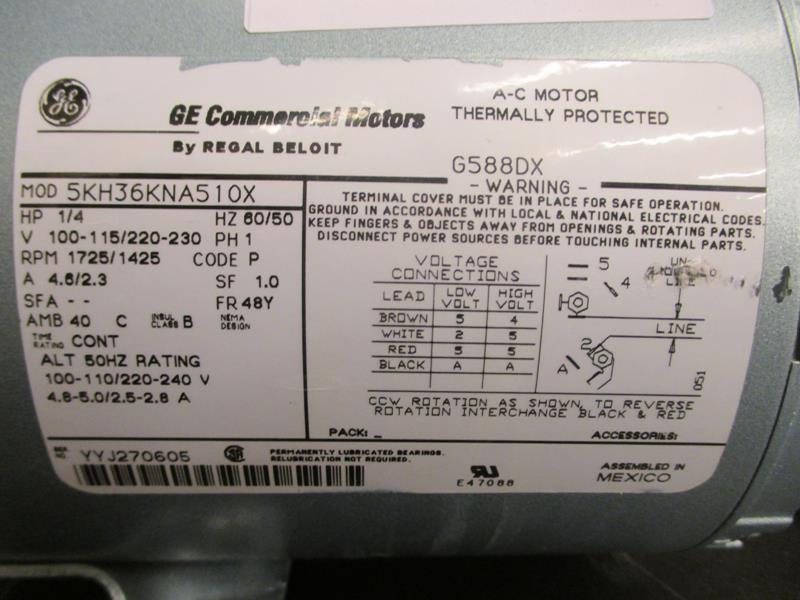 GE
GE Commercial Motors
By REGAL BELOIT
A-C MOTOR
THERMALLY PROTECTED
G588DX
MOD 5KH36KNA510X
HP 1/4 HZ 60/50
V 100-115/220-230 PH 1
RPM 1725/1425 CODE P
A 4.6/2.3 SF 1.0
SFA - - FR 48Y
AMB 40 C INSUL CLASS B NEMA DESIGN
TIME RATING CONT
ALT 50HZ RATING
100-110/220-240 V
4.8-5.0/2.5-2.8 A
- WARNING -
TERMINAL COVER MUST BE IN PLACE FOR SAFE OPERATION.
GROUND IN ACCORDANCE WITH LOCAL & NATIONAL ELECTRICAL CODES.
KEEP FINGERS & OBJECTS AWAY FROM OPENINGS & ROTATING PARTS.
DISCONNECT POWER SOURCES BEFORE TOUCHING INTERNAL PARTS.
VOLTAGE
CONNECTIONS
LEAD LOW VOLT HIGH VOLT
BROWN 5 4
WHITE 2 5
RED 5 5
BLACK A A
5
4
2
A
UN-
LINE
LINE
051
CCW ROTATION AS SHOWN, TO REVERSE
ROTATION INTERCHANGE BLACK & RED
PACK: _
ACCESSORIES:
SER. NO. YYJ270605
PERMANENTLY LUBRICATED BEARINGS.
RELUBRICATION NOT REQUIRED.
E47088
ASSEMBLED IN
MEXICO